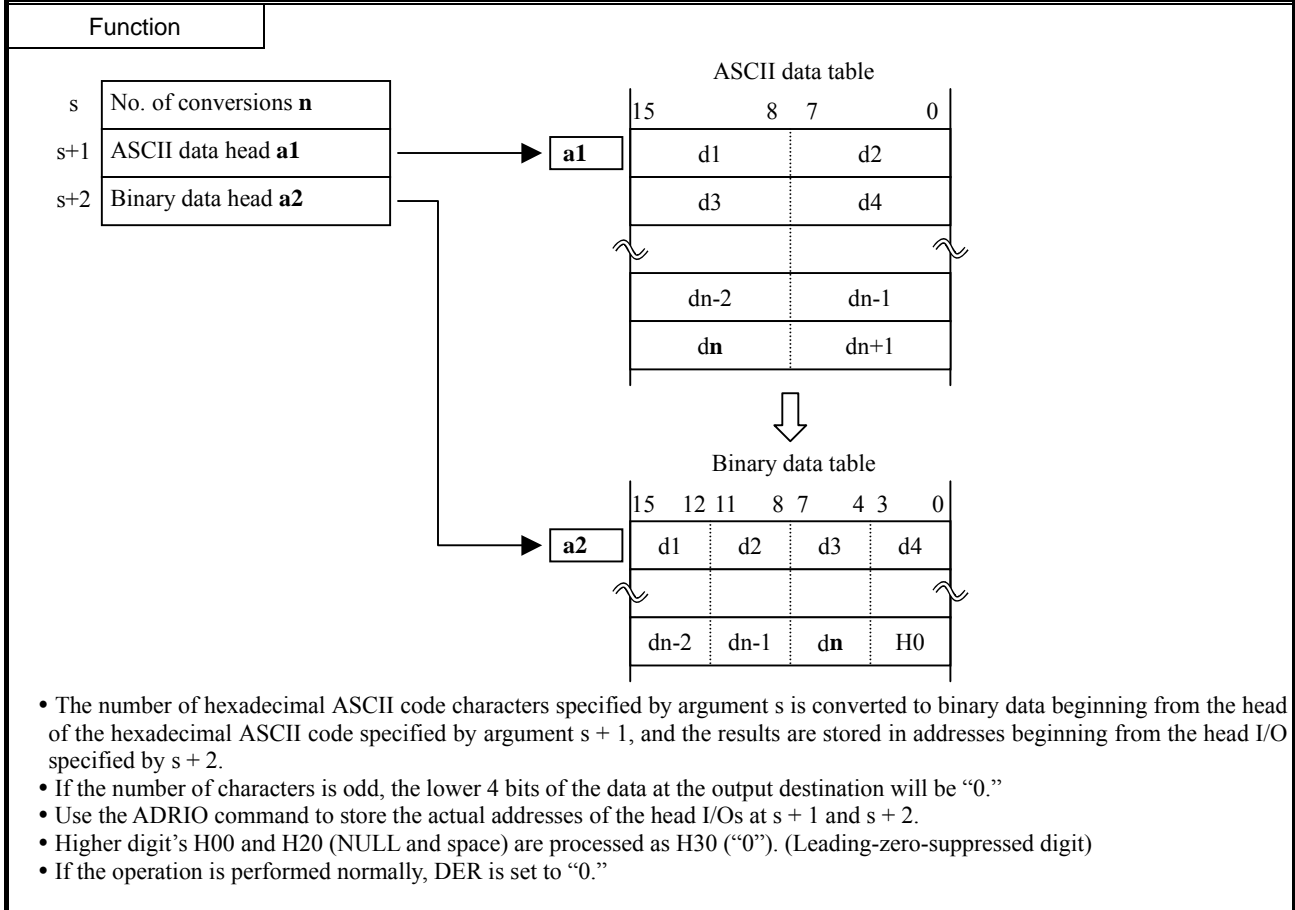 Function
s No. of conversions n
s+1 ASCII data head a1
s+2 Binary data head a2
ASCII data table
15 8 7 0
a1 d1 d2
d3 d4
dn-2 dn-1
dn dn+1
Binary data table
15 12 11 8 7 4 3 0
a2 d1 d2 d3 d4
dn-2 dn-1 dn H0
• The number of hexadecimal ASCII code characters specified by argument s is converted to binary data beginning from the head
of the hexadecimal ASCII code specified by argument s + 1, and the results are stored in addresses beginning from the head I/O
specified by s + 2.
• If the number of characters is odd, the lower 4 bits of the data at the output destination will be “0.”
• Use the ADRIO command to store the actual addresses of the head I/Os at s + 1 and s + 2.
• Higher digit’s H00 and H20 (NULL and space) are processed as H30 (“0”). (Leading-zero-suppressed digit)
• If the operation is performed normally, DER is set to “0.”